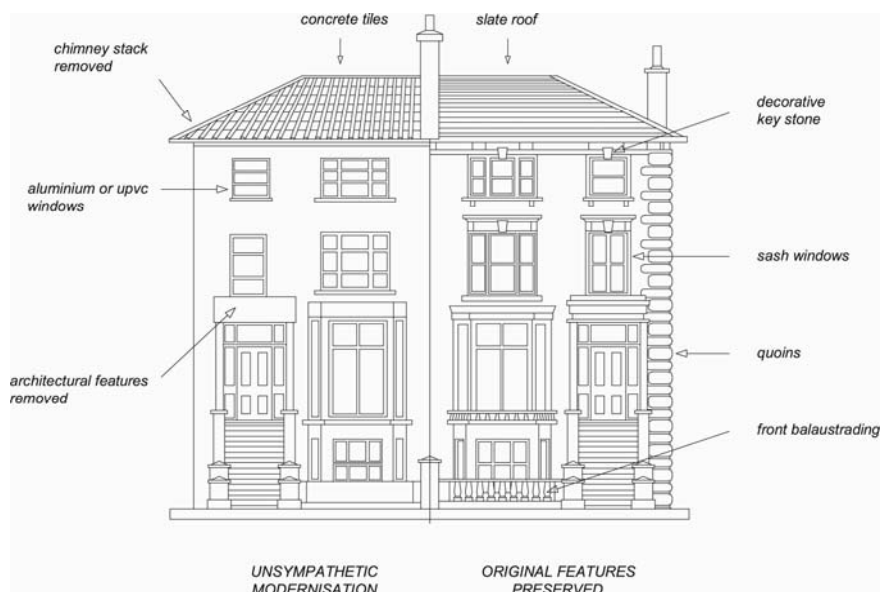 concrete tiles
slate roof
chimney stack
removed
decorative
key stone
aluminium or upvc
windows
sash windows
quoins
architectural features
removed
front balaustrading
UNSYMPATHETIC
MODERNISATION
ORIGINAL FEATURES
PRESERVED